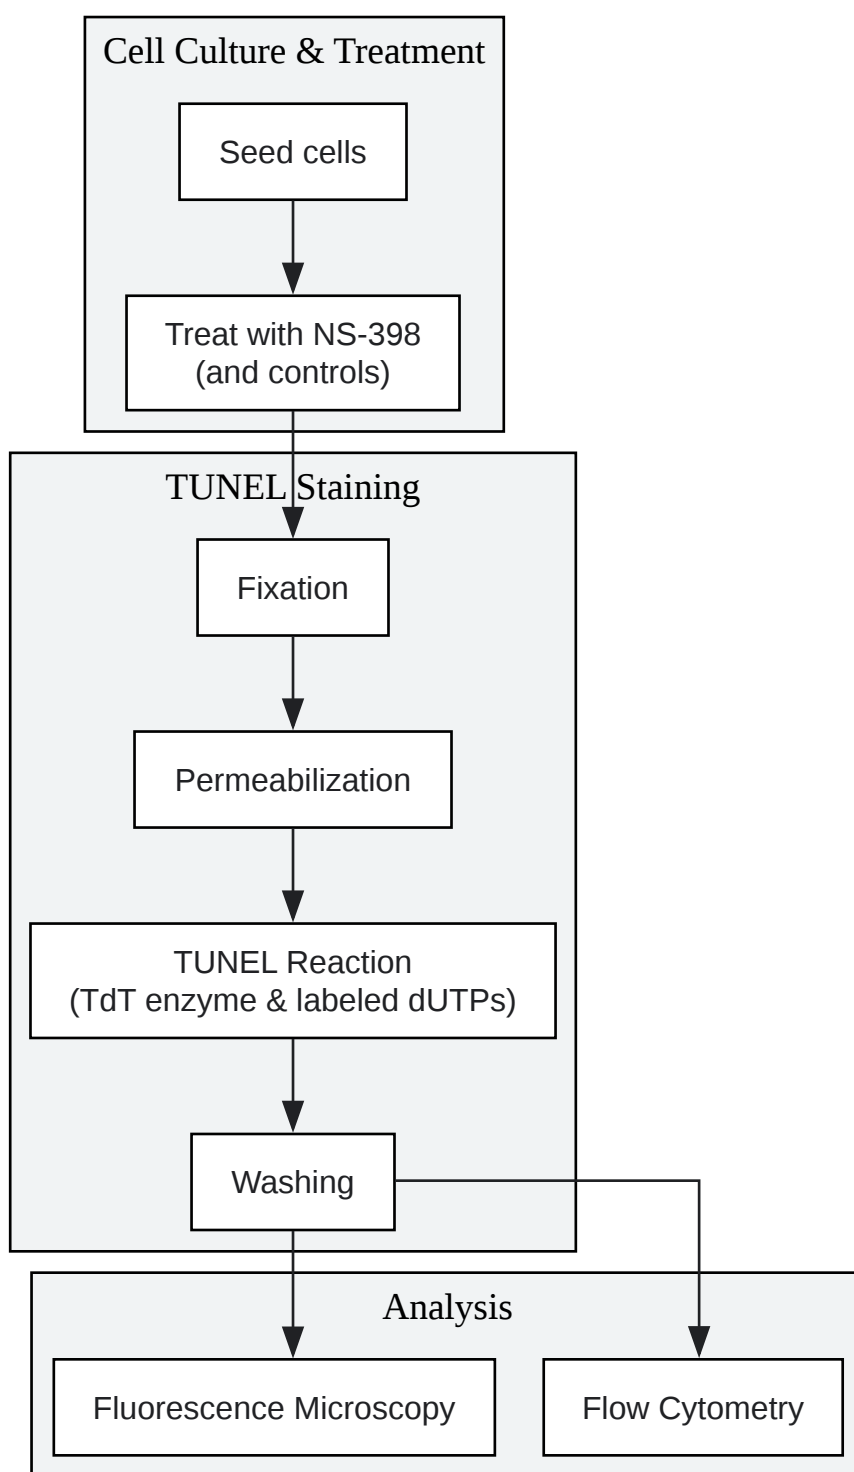 Cell Culture & Treatment
Seed cells
Treat with NS-398
(and controls)
TUNEL Staining
Fixation
Permeabilization
TUNEL Reaction
(TdT enzyme & labeled dUTPs)
Washing
Analysis
Fluorescence Microscopy
Flow Cytometry